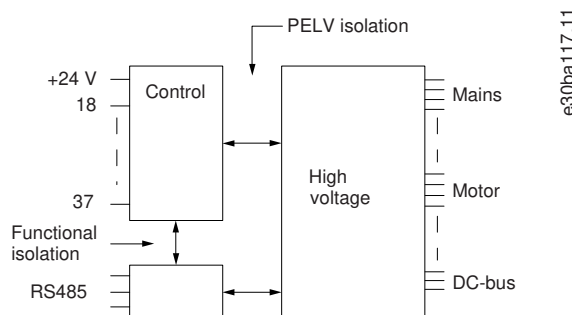 PELV isolation
+24 V
18
37
Control
High
voltage
Mains
Motor
DC-bus
Functional
isolation
RS485
e30ba117.11